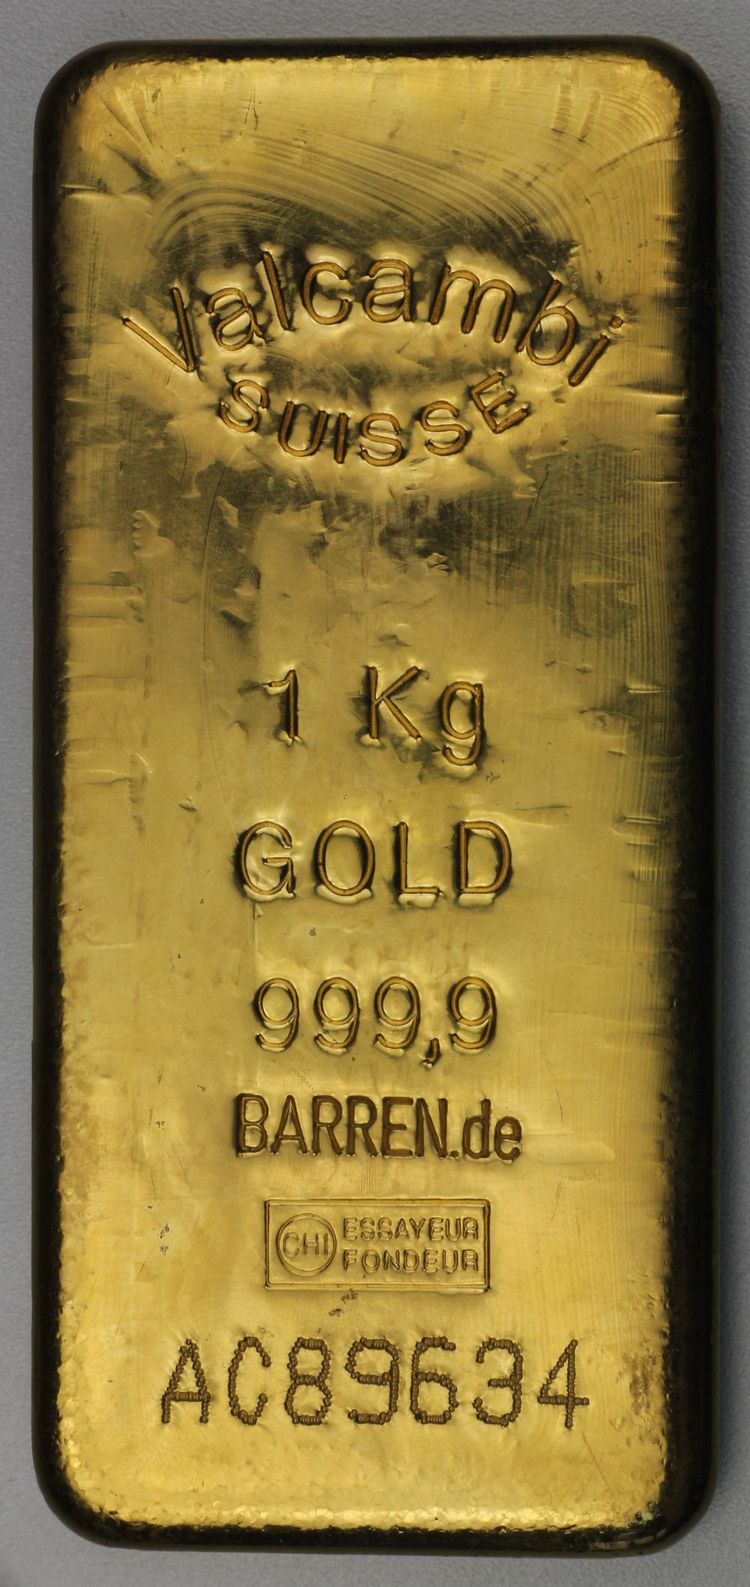 Valcambi
SUISSE
1 Kg
GOLD
999,9
BARREN.de
CHI ESSAYEUR
FONDEUR
AC89634